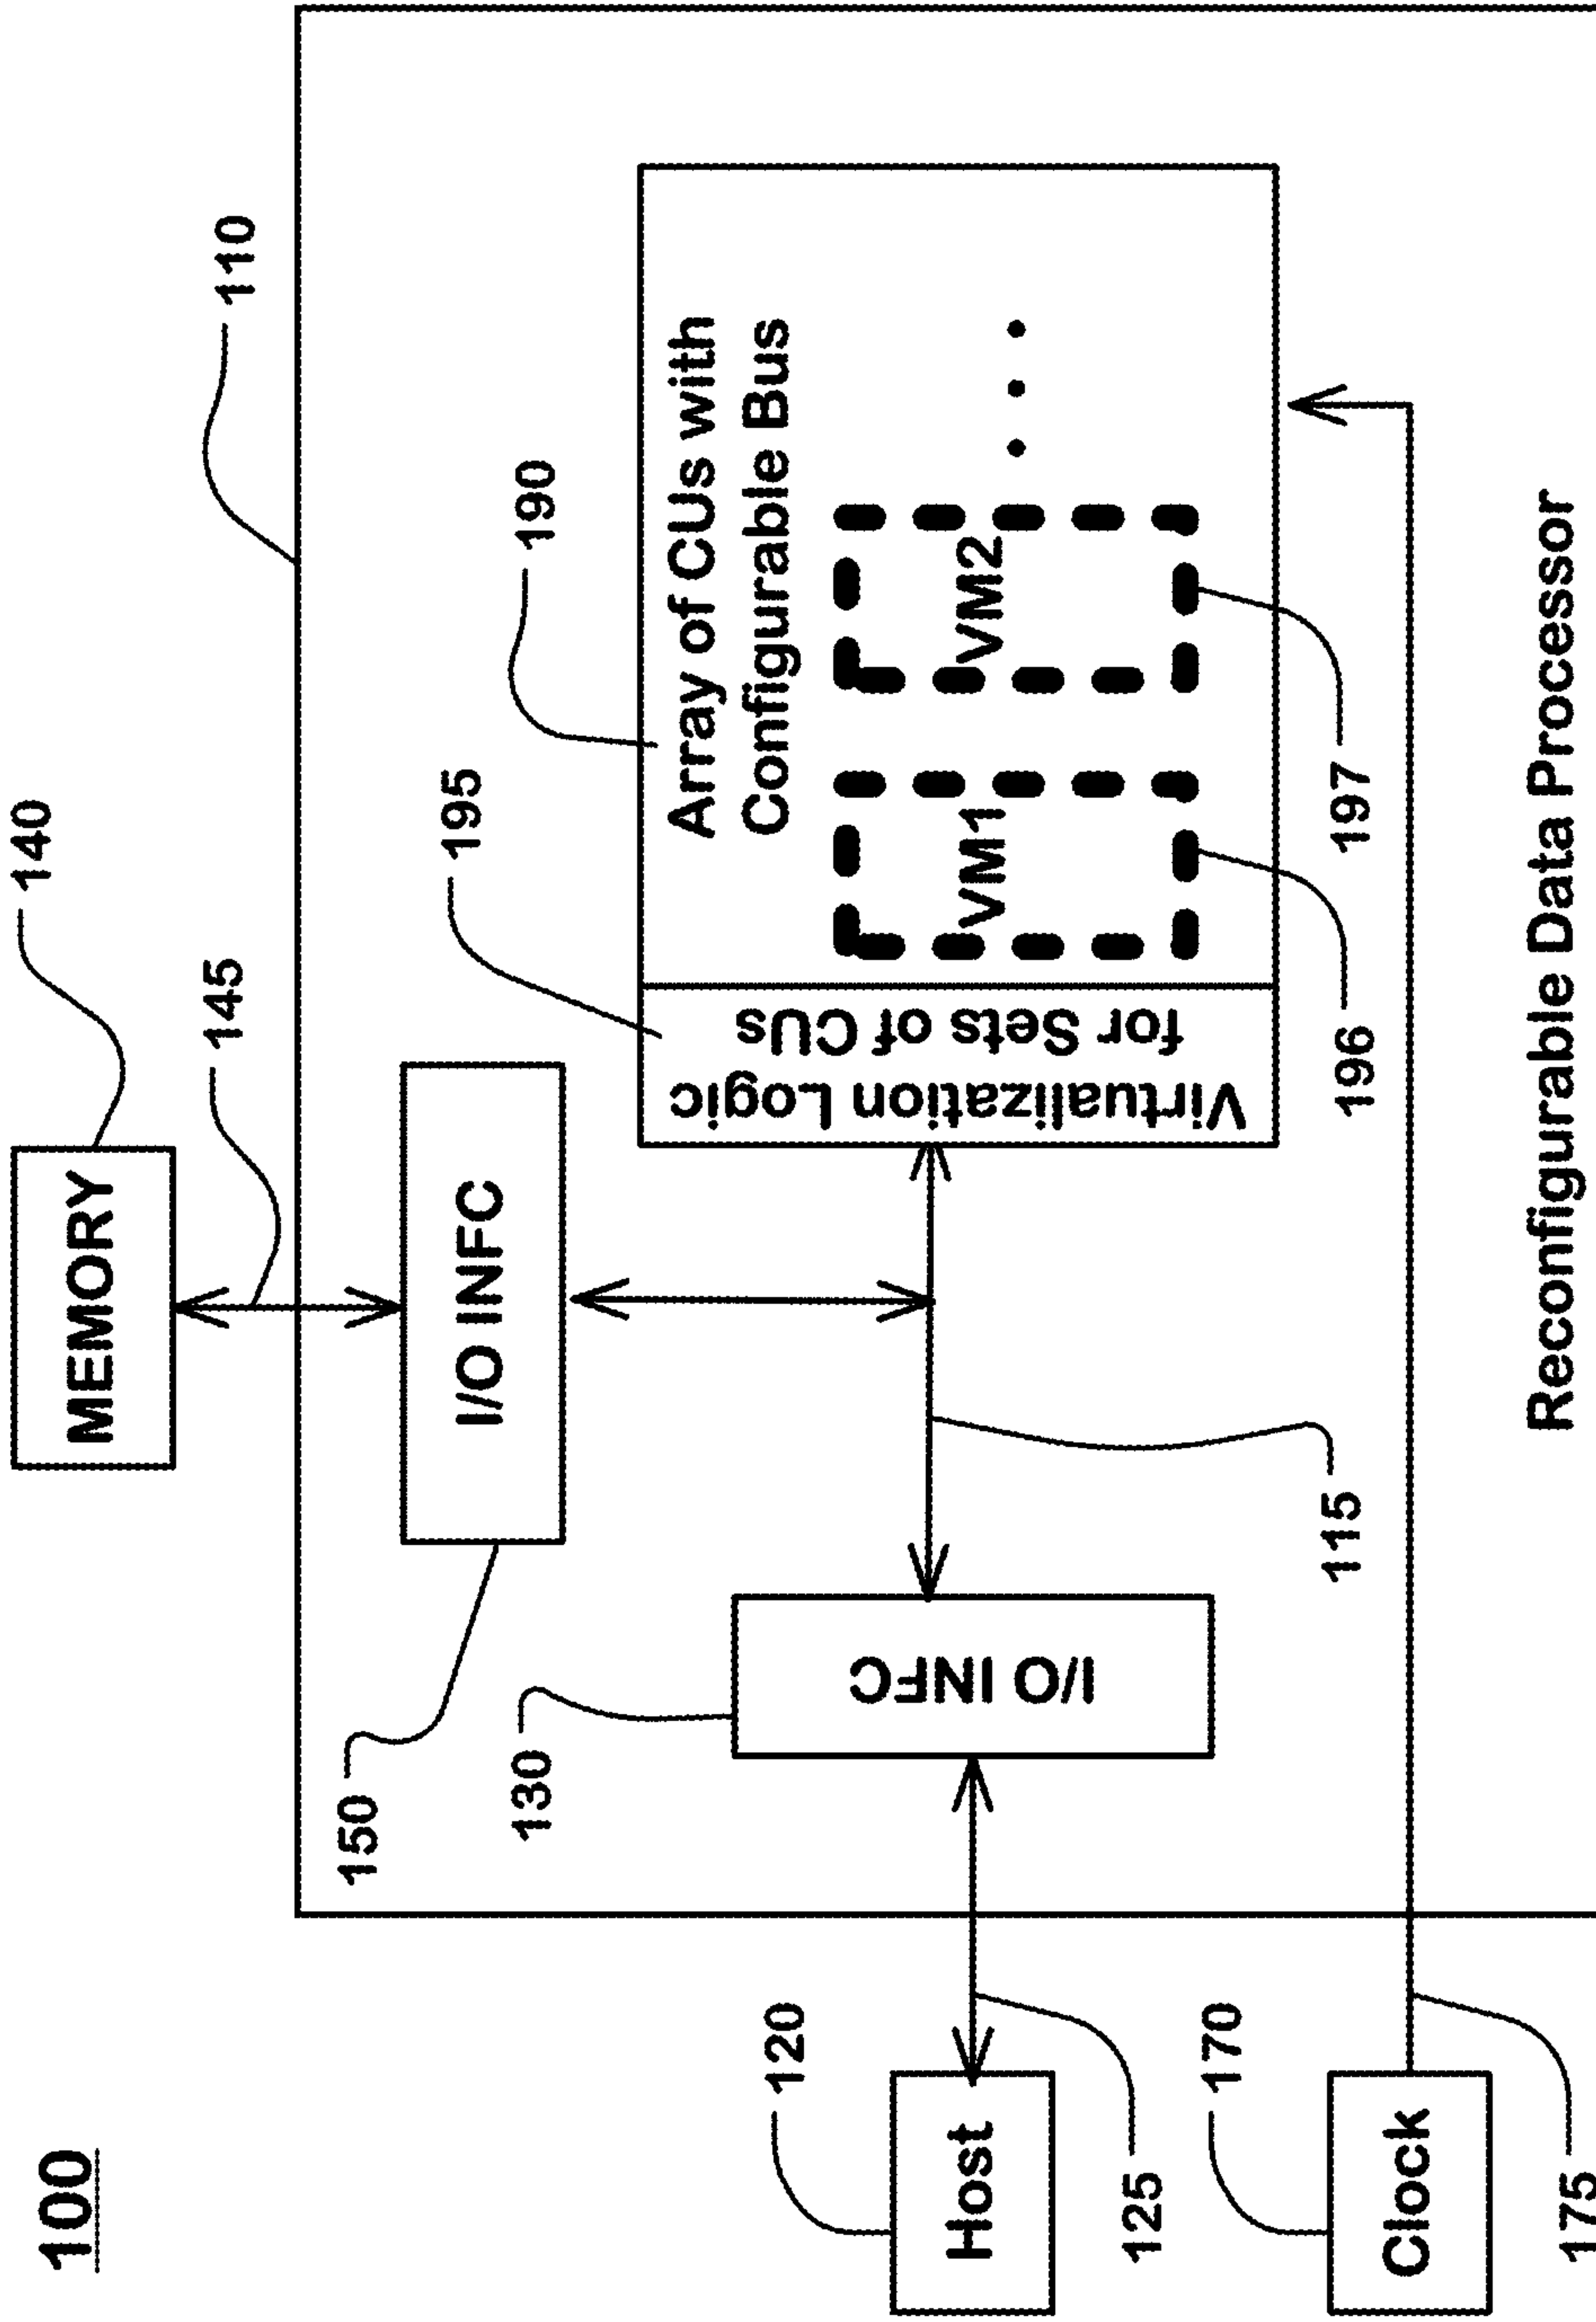 100
140
MEMORY
145
110
150
I/O INFC
195
190
130
I/O INFC
Virtualization Logic
for Sets of CUs
Array of CUs with
Configurable Bus
VM1
VM2
. . .
120
Host
125
115
196
197
170
Clock
175
Reconfigurable Data Processor